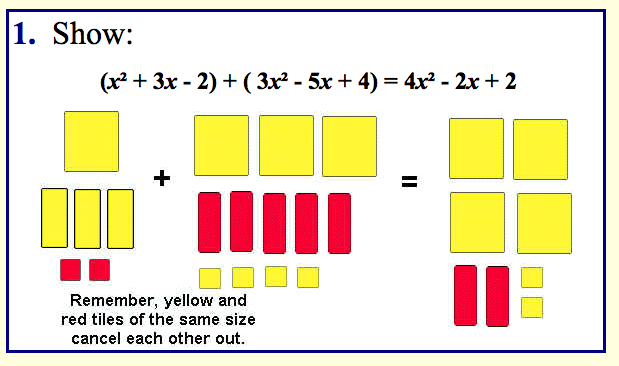 1. Show:
(x² + 3x - 2) + ( 3x² - 5x + 4) = 4x² - 2x + 2
+ =
Remember, yellow and
red tiles of the same size
cancel each other out.